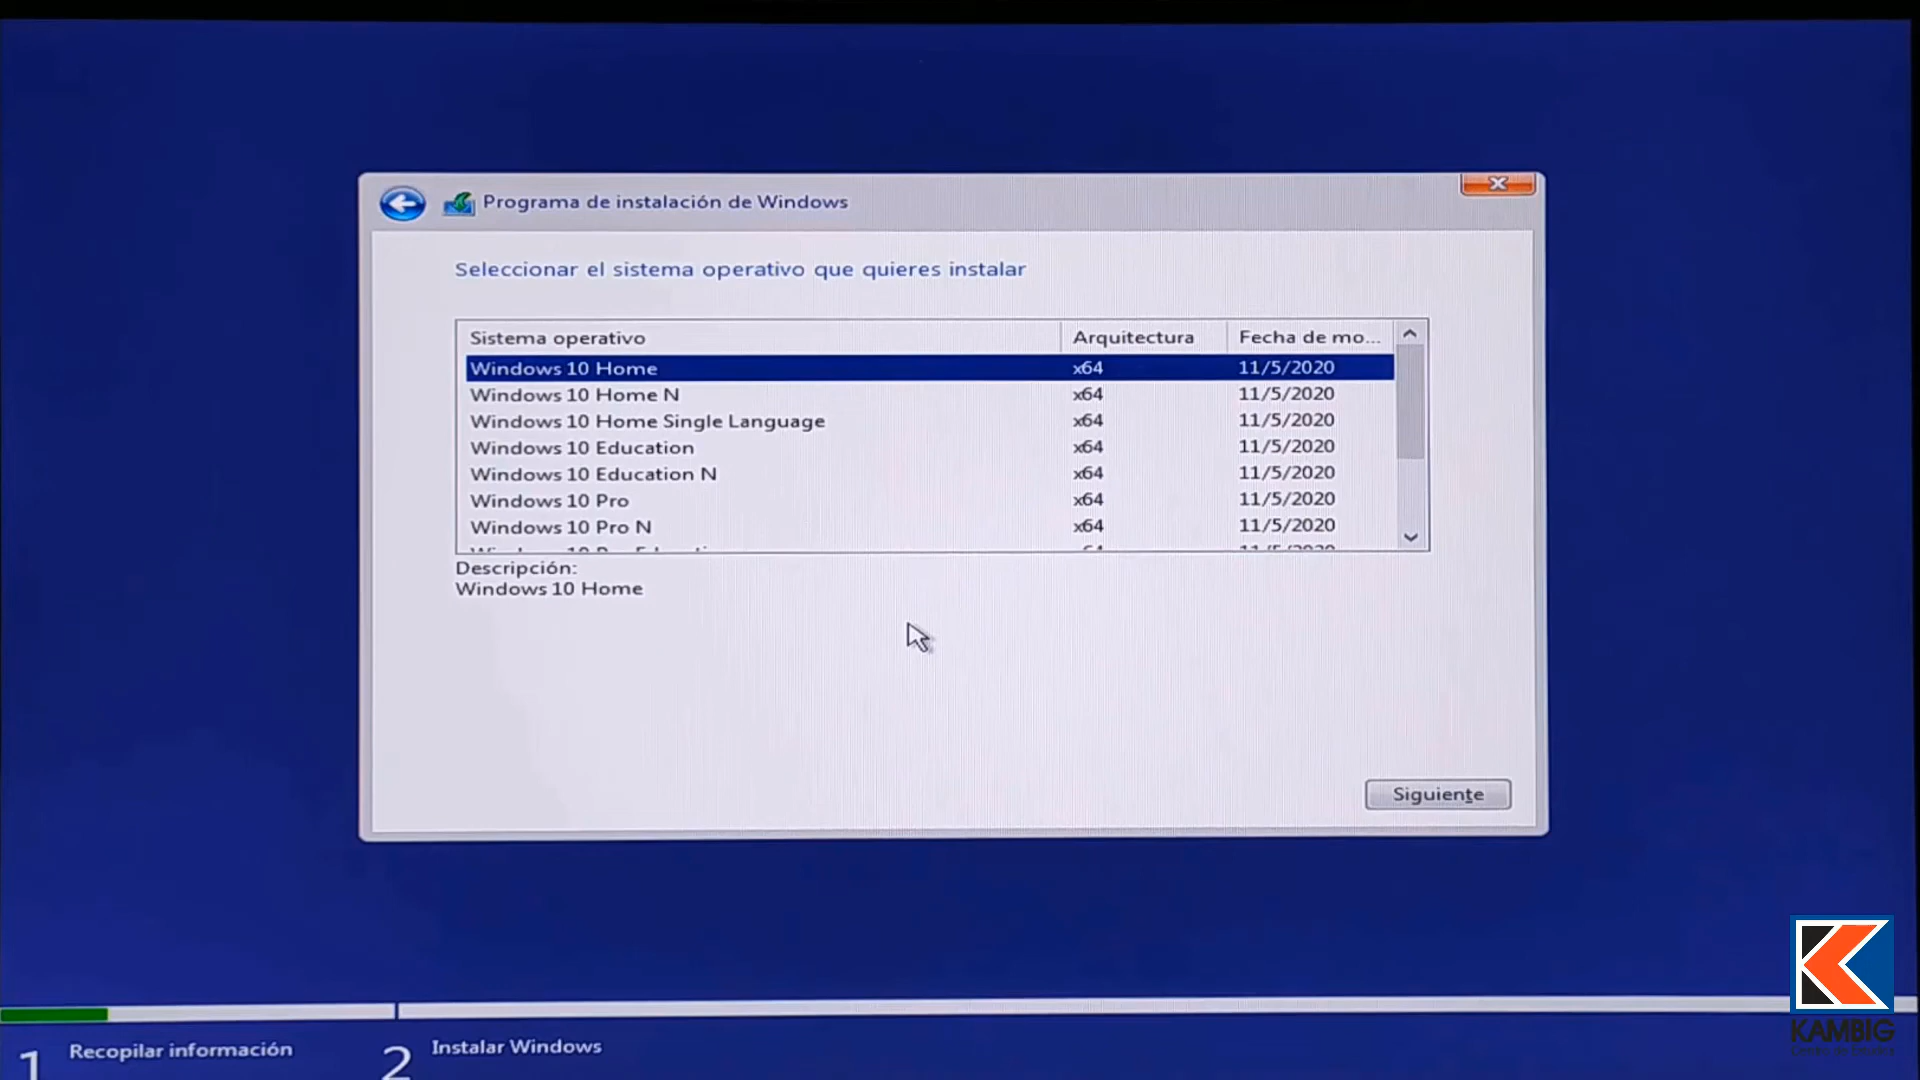 Programa de instalación de Windows
Seleccionar el sistema operativo que quieres instalar
Sistema operativo Arquitectura Fecha de mo...
Windows 10 Home x64 11/5/2020
Windows 10 Home N x64 11/5/2020
Windows 10 Home Single Language x64 11/5/2020
Windows 10 Education x64 11/5/2020
Windows 10 Education N x64 11/5/2020
Windows 10 Pro x64 11/5/2020
Windows 10 Pro N x64 11/5/2020
Descripción:
Windows 10 Home
Siguiente
1 Recopilar información
2 Instalar Windows
KAMBIG